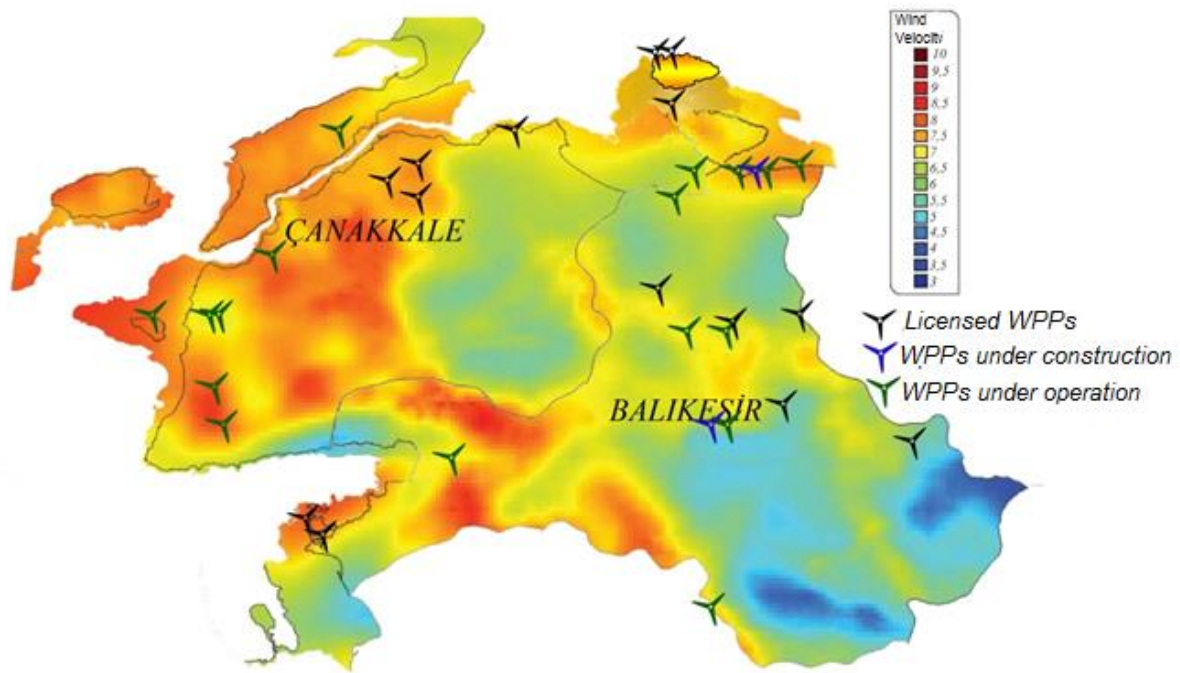 Wind
Velocity
10
9,5
9
8,5
8
7,5
7
6,5
6
5,5
5
4,5
4
3,5
3
ÇANAKKALE
BALIKESİR
Licensed WPPs
WPPs under construction
WPPs under operation